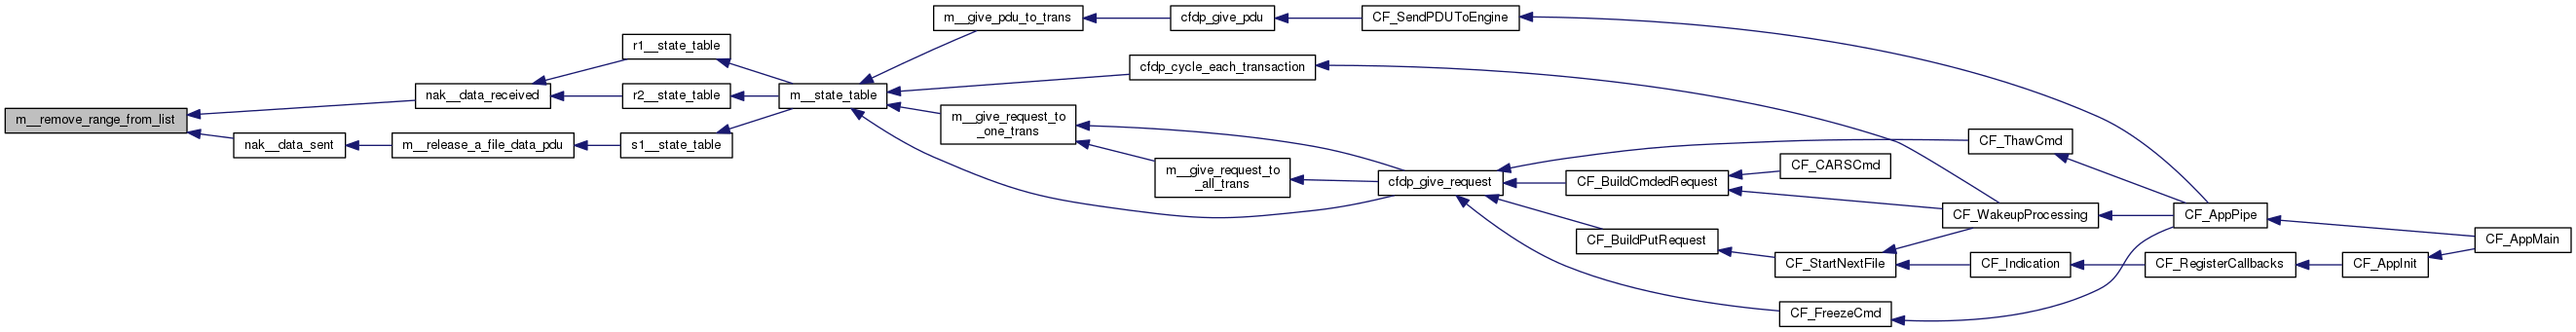 m__remove_range_from_list
nak__data_received
nak__data_sent
r1__state_table
r2__state_table
m__release_a_file_data_pdu
s1__state_table
m__state_table
m__give_pdu_to_trans
cfdp_give_pdu
CF_SendPDUToEngine
cfdp_cycle_each_transaction
m__give_request_to
_one_trans
m__give_request_to
_all_trans
cfdp_give_request
CF_ThawCmd
CF_CARSCmd
CF_BuildCmdedRequest
CF_WakeupProcessing
CF_AppPipe
CF_BuildPutRequest
CF_StartNextFile
CF_Indication
CF_RegisterCallbacks
CF_AppInit
CF_AppMain
CF_FreezeCmd